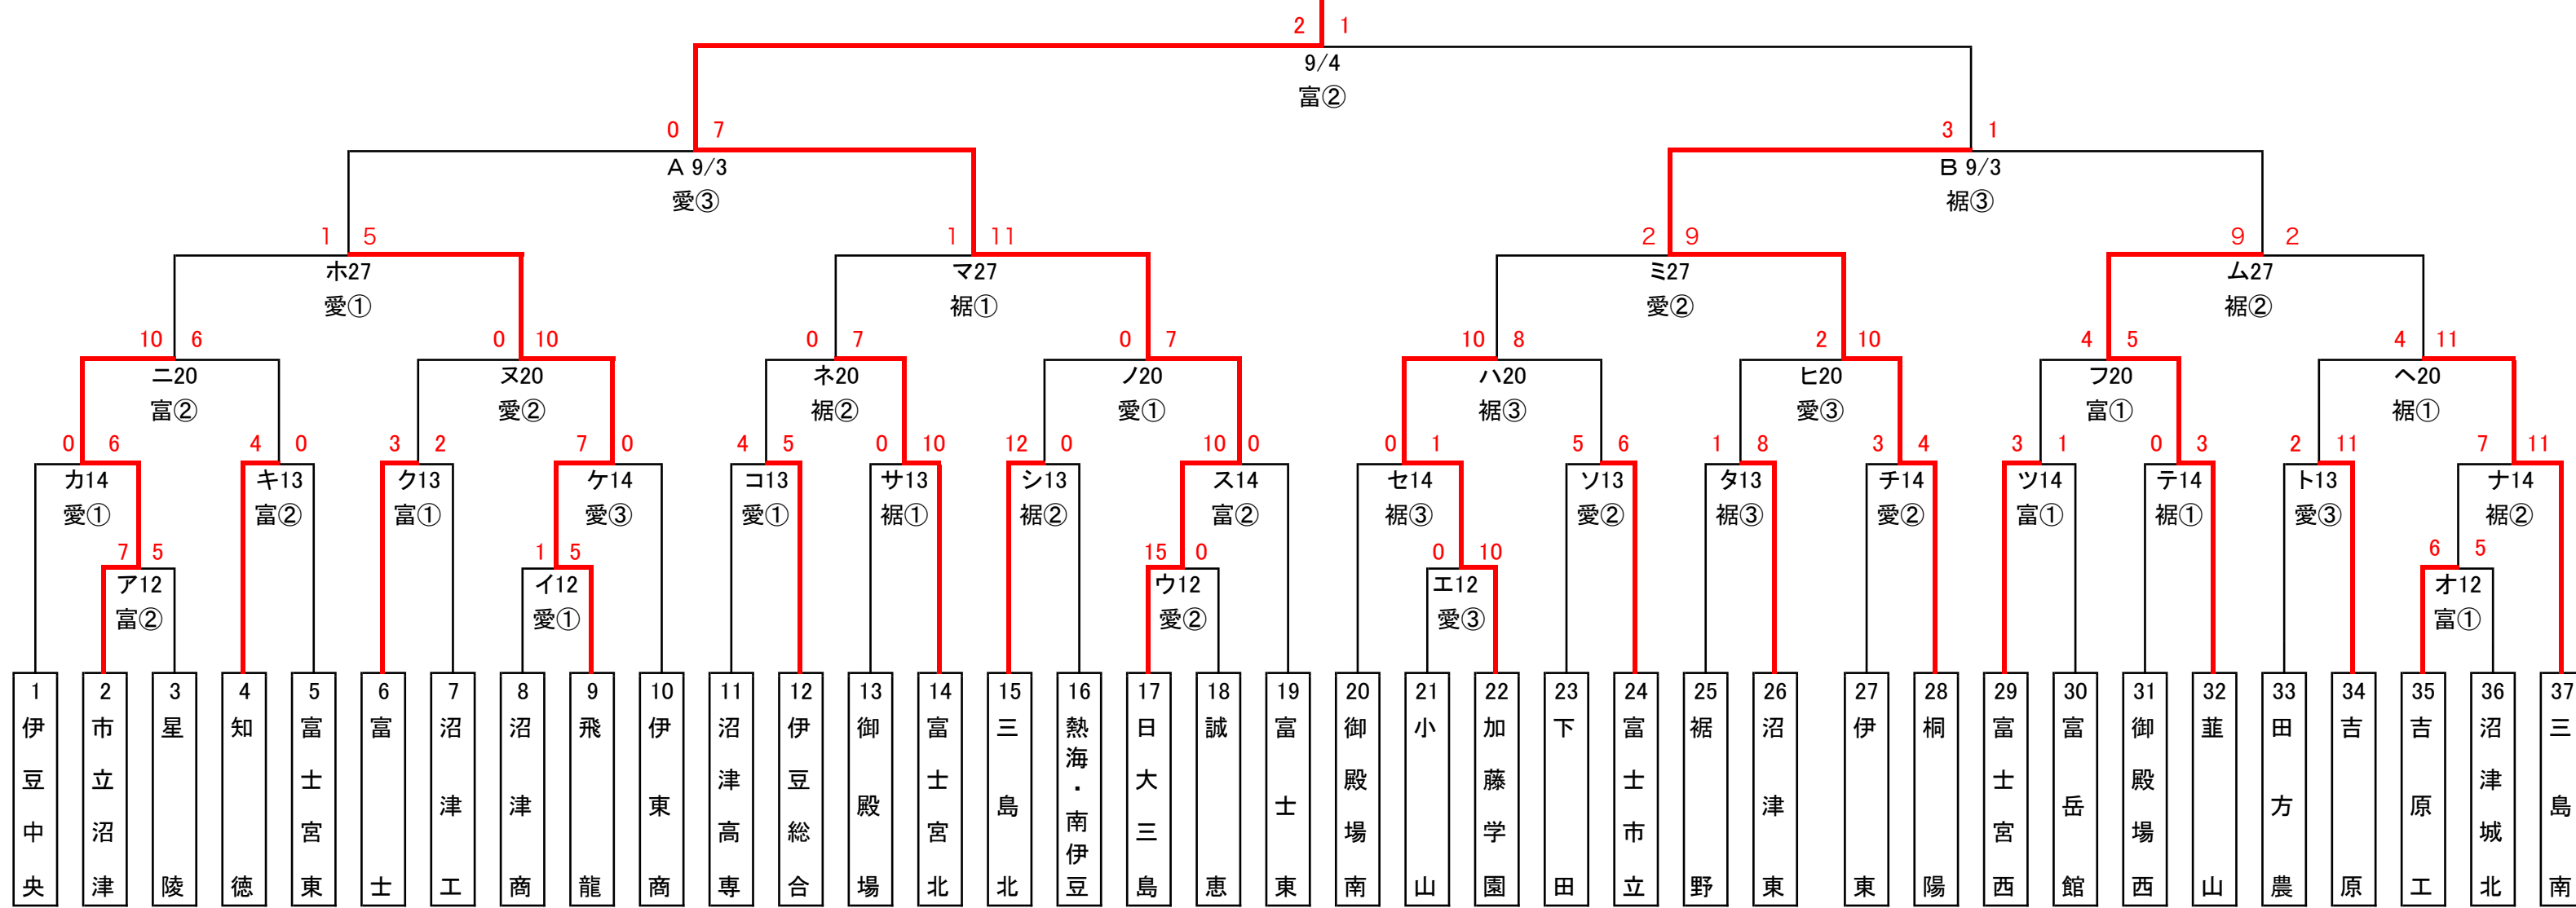 2 1
9/4
富②
0 7 3 1
A 9/3 B 9/3
愛③ 裾③
1 5 1 11 2 9 9 2
ホ27 マ27 ミ27 ム27
愛① 裾① 愛② 裾②
10 6 0 10 0 7 0 7 10 8 2 10 4 5 4 11
ニ20 ヌ20 ネ20 ノ20 ハ20 ヒ20 フ20 ヘ20
富② 愛② 裾② 愛① 裾③ 愛③ 富① 裾①
0 6 4 0 3 2 7 0 4 5 0 10 12 0 10 0 0 1 5 6 1 8 3 4 3 1 0 3 2 11 7 11
カ14 キ13 ク13 ケ14 コ13 サ13 シ13 ス14 セ14 ソ13 タ13 チ14 ツ14 テ14 ト13 ナ14
愛① 富② 富① 愛③ 愛① 裾① 裾② 富② 裾③ 愛② 裾③ 愛② 富① 裾① 愛③ 裾②
7 5 1 5 15 0 0 10 6 5
ア12 イ12 ウ12 エ12 オ12
富② 愛① 愛② 愛③ 富①
1 伊豆中央
2 市立沼津
3 星陵
4 知徳
5 富士宮東
6 富士
7 沼津工
8 沼津商
9 飛龍
10 伊東商
11 沼津高専
12 伊豆総合
13 御殿場
14 富士宮北
15 三島北
16 熱海・南伊豆
17 日大三島
18 誠恵
19 富士東
20 御殿場南
21 小山
22 加藤学園
23 下田
24 富士市立
25 裾野
26 沼津東
27 伊東
28 桐陽
29 富士宮西
30 富岳館
31 御殿場西
32 韮山
33 田方農
34 吉原
35 吉原工
36 沼津城北
37 三島南